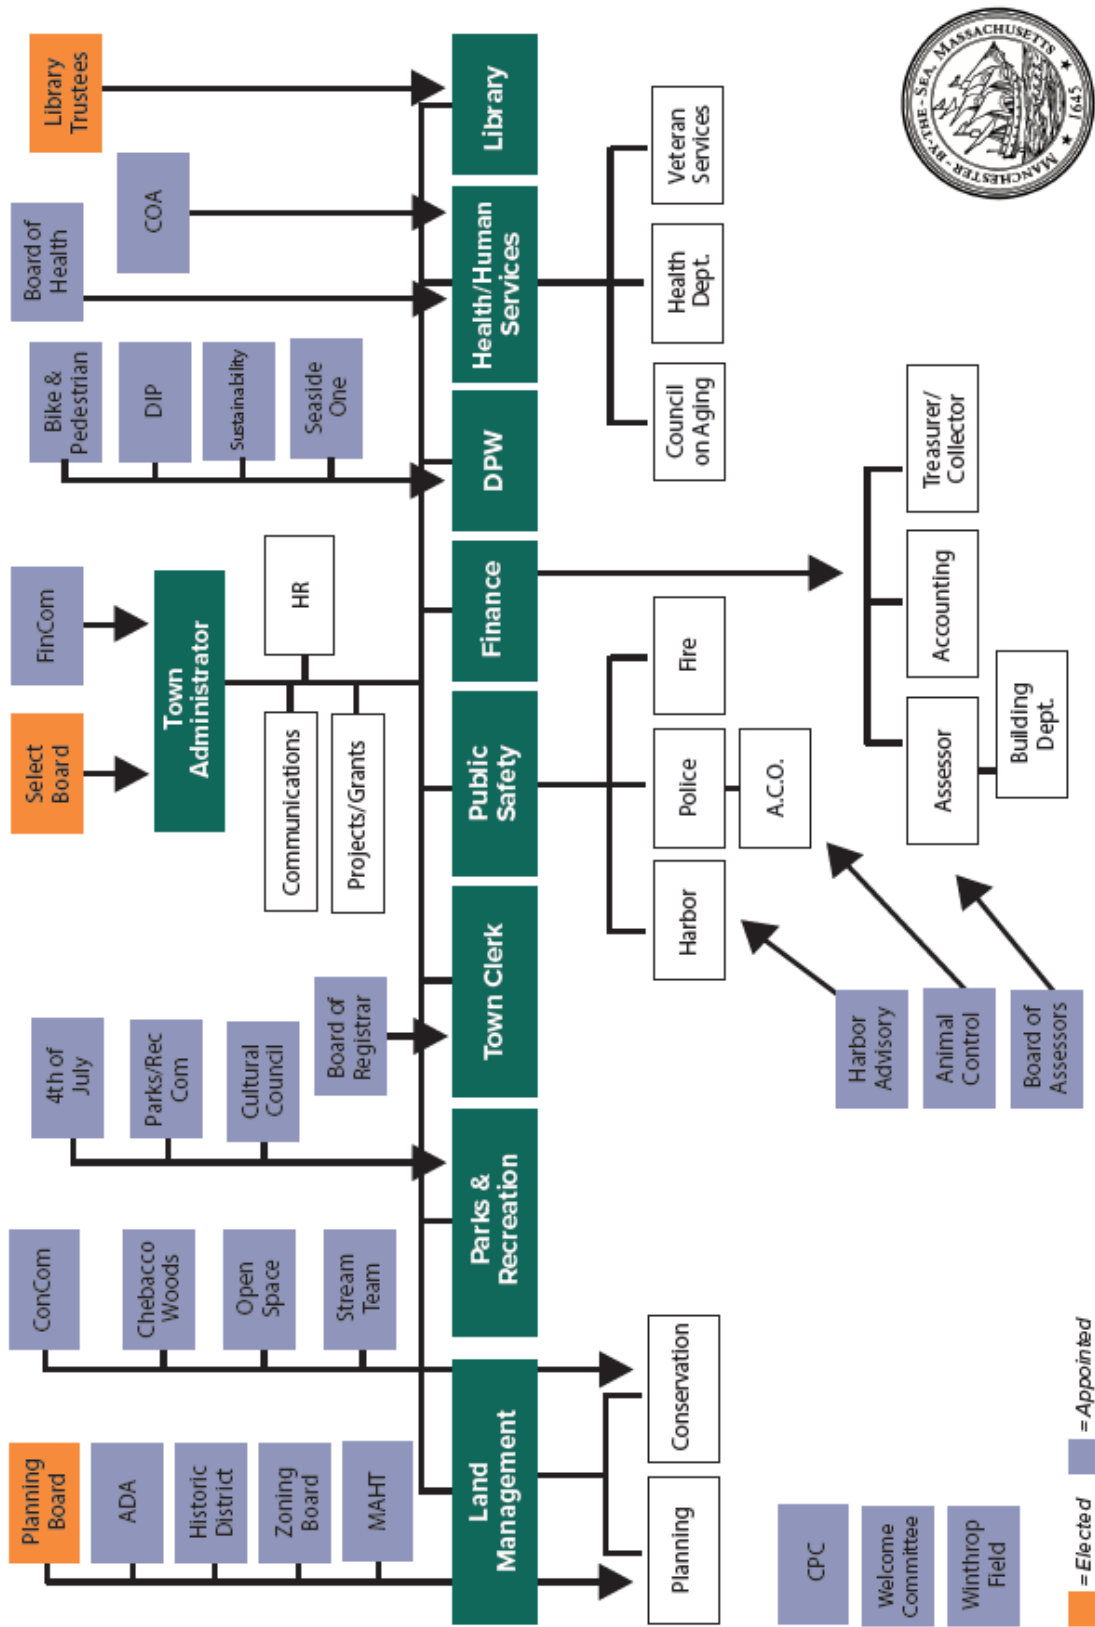 Planning
Board
ADA
Historic
District
Zoning
Board
MAHT
ConCom
Chebacco
Woods
Open
Space
Stream
Team
4th of
July
Parks/Rec
Com
Cultural
Council
Board of
Registrar
Select
Board
FinCom
Town
Administrator
Communications
HR
Projects/Grants
Bike &
Pedestrian
DIP
Sustainability
Seaside
One
Board of
Health
COA
Library
Trustees
Land
Management
Parks &
Recreation
Town Clerk
Public
Safety
Finance
DPW
Health/Human
Services
Library
Planning
Conservation
Harbor
Police
Fire
A.C.O.
Council
on Aging
Health
Dept.
Veteran
Services
Harbor
Advisory
Animal
Control
Board of
Assessors
Assessor
Accounting
Treasurer/
Collector
Building
Dept.
CPC
Welcome
Committee
Winthrop
Field
= Elected
= Appointed
MANCHESTER-BY-THE-SEA, MASSACHUSETTS
1645